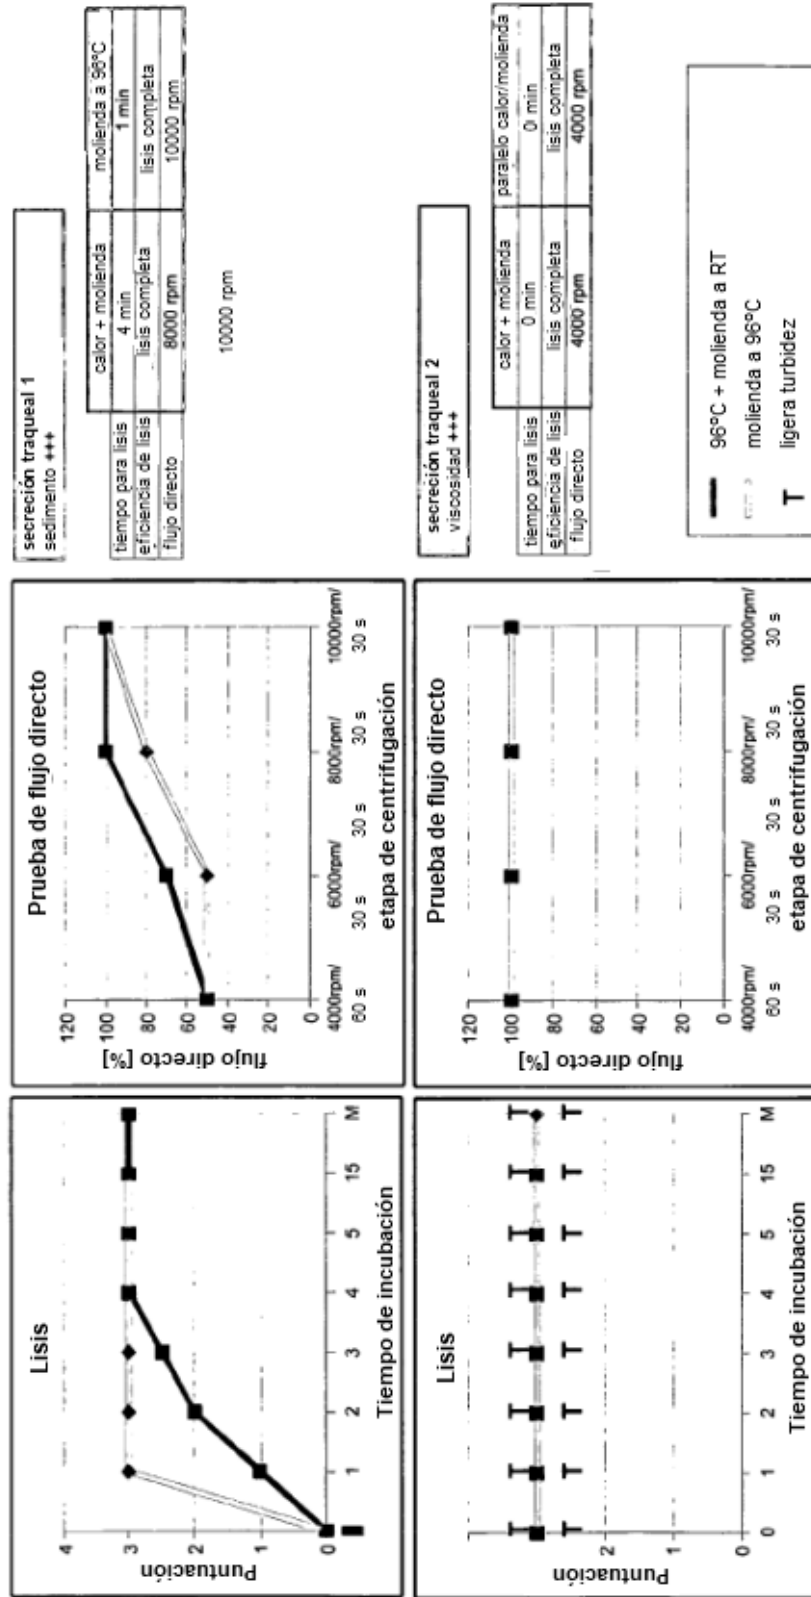 Lisis
Puntuación
4
3
2
1
0
1
2
3
4
5
15
M
Tiempo de incubación
Prueba de flujo directo
flujo directo [%]
120
100
80
60
40
20
0
4000rpm/ 6000rpm/ 8000rpm/ 10000rpm/
60 s 30 s 30 s 30 s 30 s
etapa de centrifugación
secreción traqueal 1
sedimento +++
calor + molienda molienda a 96°C
tiempo para lisis 4 min 1 min
eficiencia de lisis lisis completa lisis completa
flujo directo 8000 rpm 10000 rpm
10000 rpm
Lisis
Puntuación
2
1
0
0 1 2 3 4 5 15 M
Tiempo de incubación
Prueba de flujo directo
flujo directo [%]
120
100
80
60
40
20
0
4000rpm/ 6000rpm/ 8000rpm/ 10000rpm/
60 s 30 s 30 s 30 s 30 s
etapa de centrifugación
secreción traqueal 2
viscosidad +++
calor + molienda paralelo calor/molienda
tiempo para lisis 0 min 0 min
eficiencia de lisis lisis completa lisis completa
flujo directo 4000 rpm 4000 rpm
96°C + molienda a RT
molienda a 96°C
T ligera turbidez